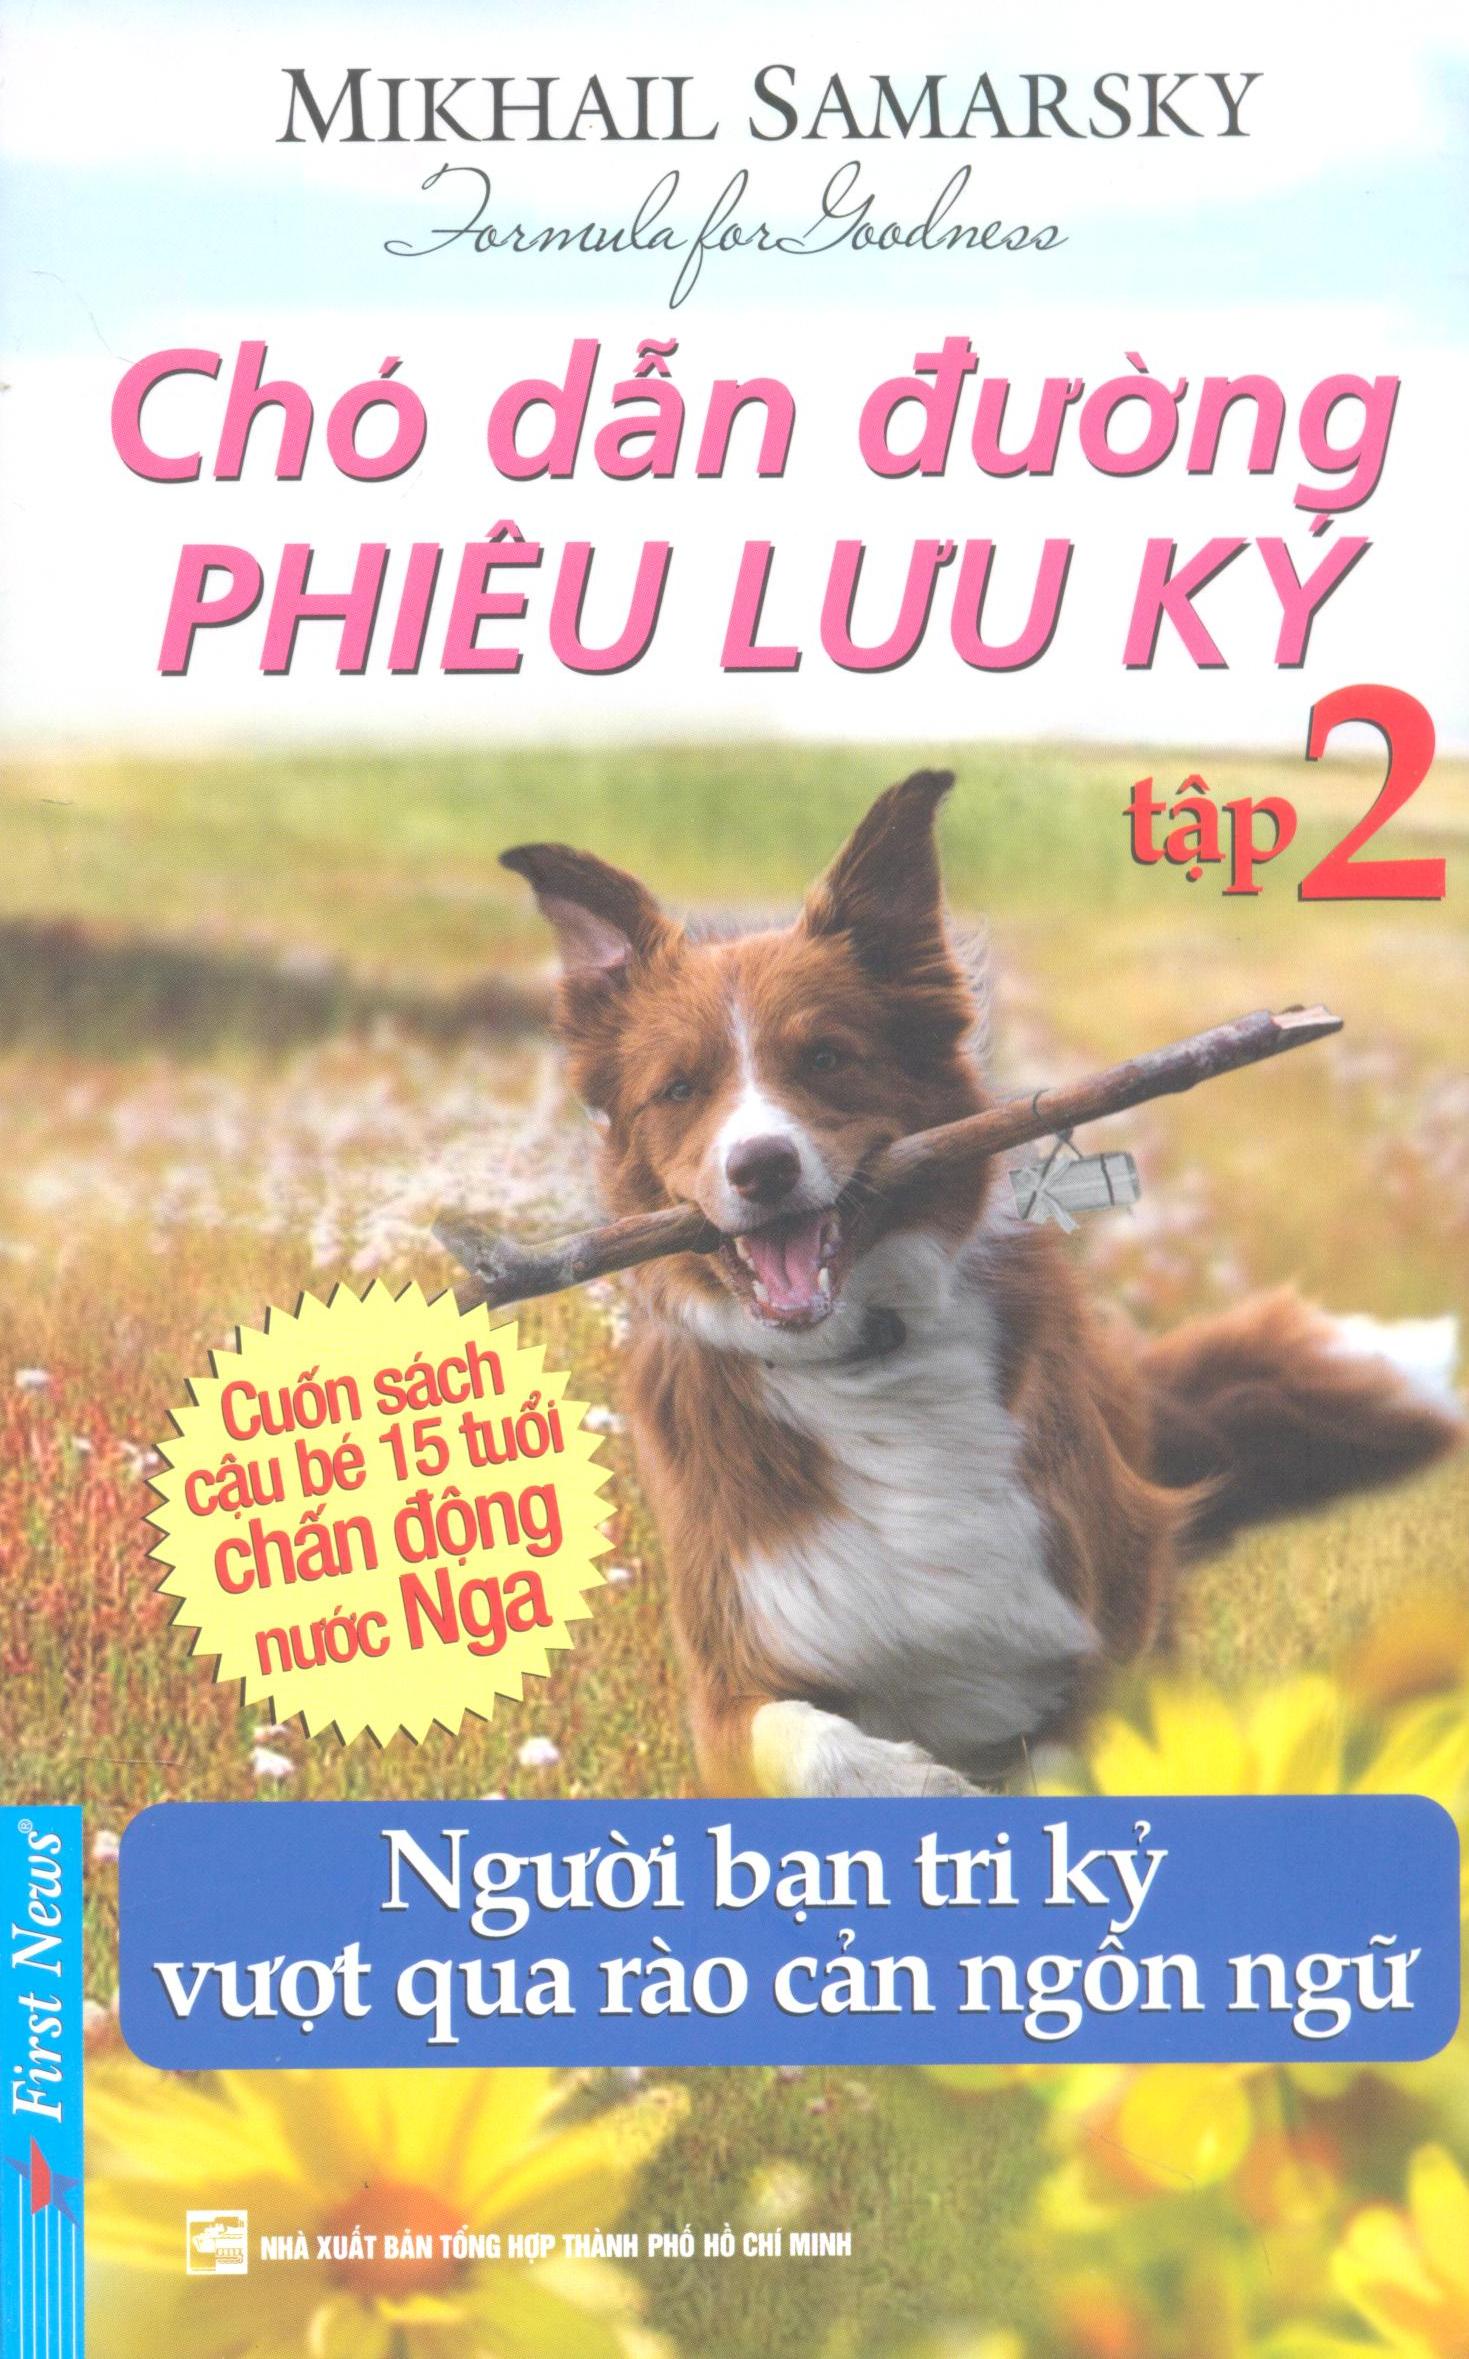 MIKHAIL SAMARSKY
Formula for Goodness
Chó dẫn đường
PHIÊU LƯU KÝ
tập 2
Cuốn sách
cậu bé 15 tuổi
chấn động
nước Nga
Người bạn tri kỷ
vượt qua rào cản ngôn ngữ
First News®
NHÀ XUẤT BẢN TỔNG HỢP THÀNH PHỐ HỒ CHÍ MINH